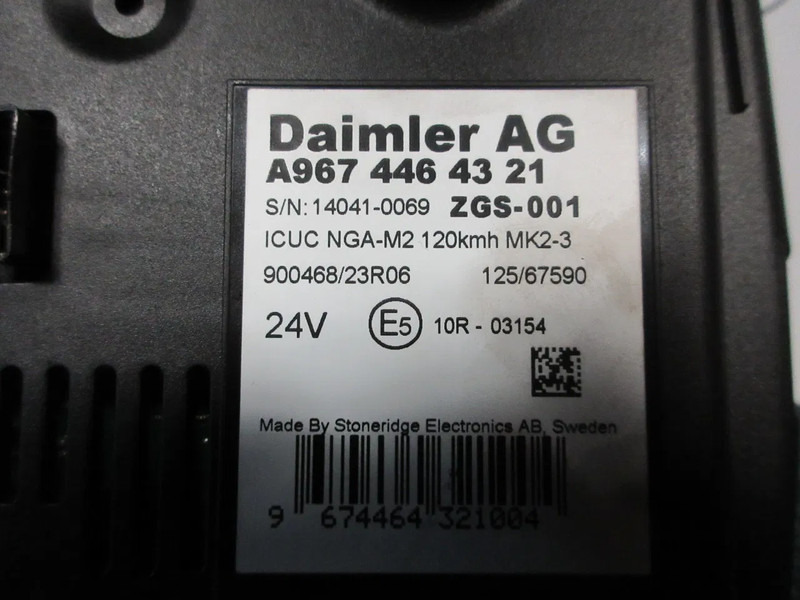 Daimler AG
A967 446 43 21
S/N: 14041-0069 ZGS-001
ICUC NGA-M2 120kmh MK2-3
900468/23R06 125/67590
24V E5 10R - 03154
Made By Stoneridge Electronics AB, Sweden
9 674464 321004